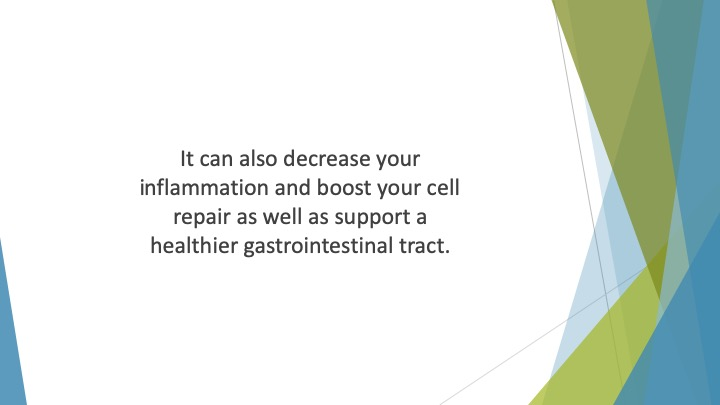 It can also decrease your
inflammation and boost your cell
repair as well as support a
healthier gastrointestinal tract.